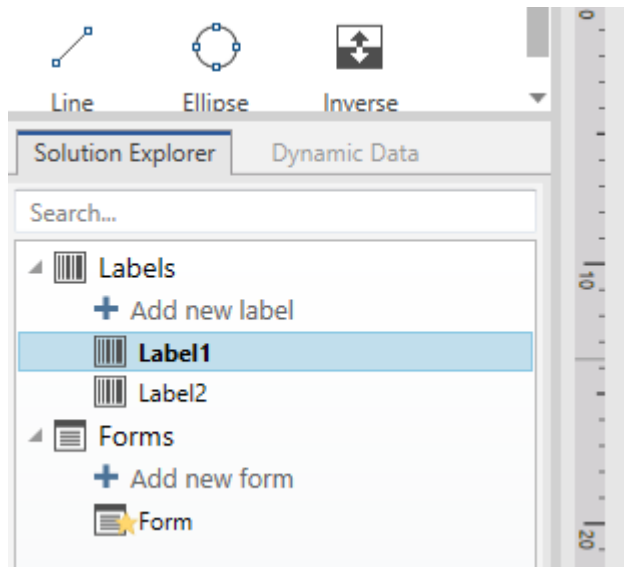 Line Ellipse Inverse
Solution Explorer Dynamic Data
Search...
Labels
Add new label
Label1
Label2
Forms
Add new form
Form
0
10
20